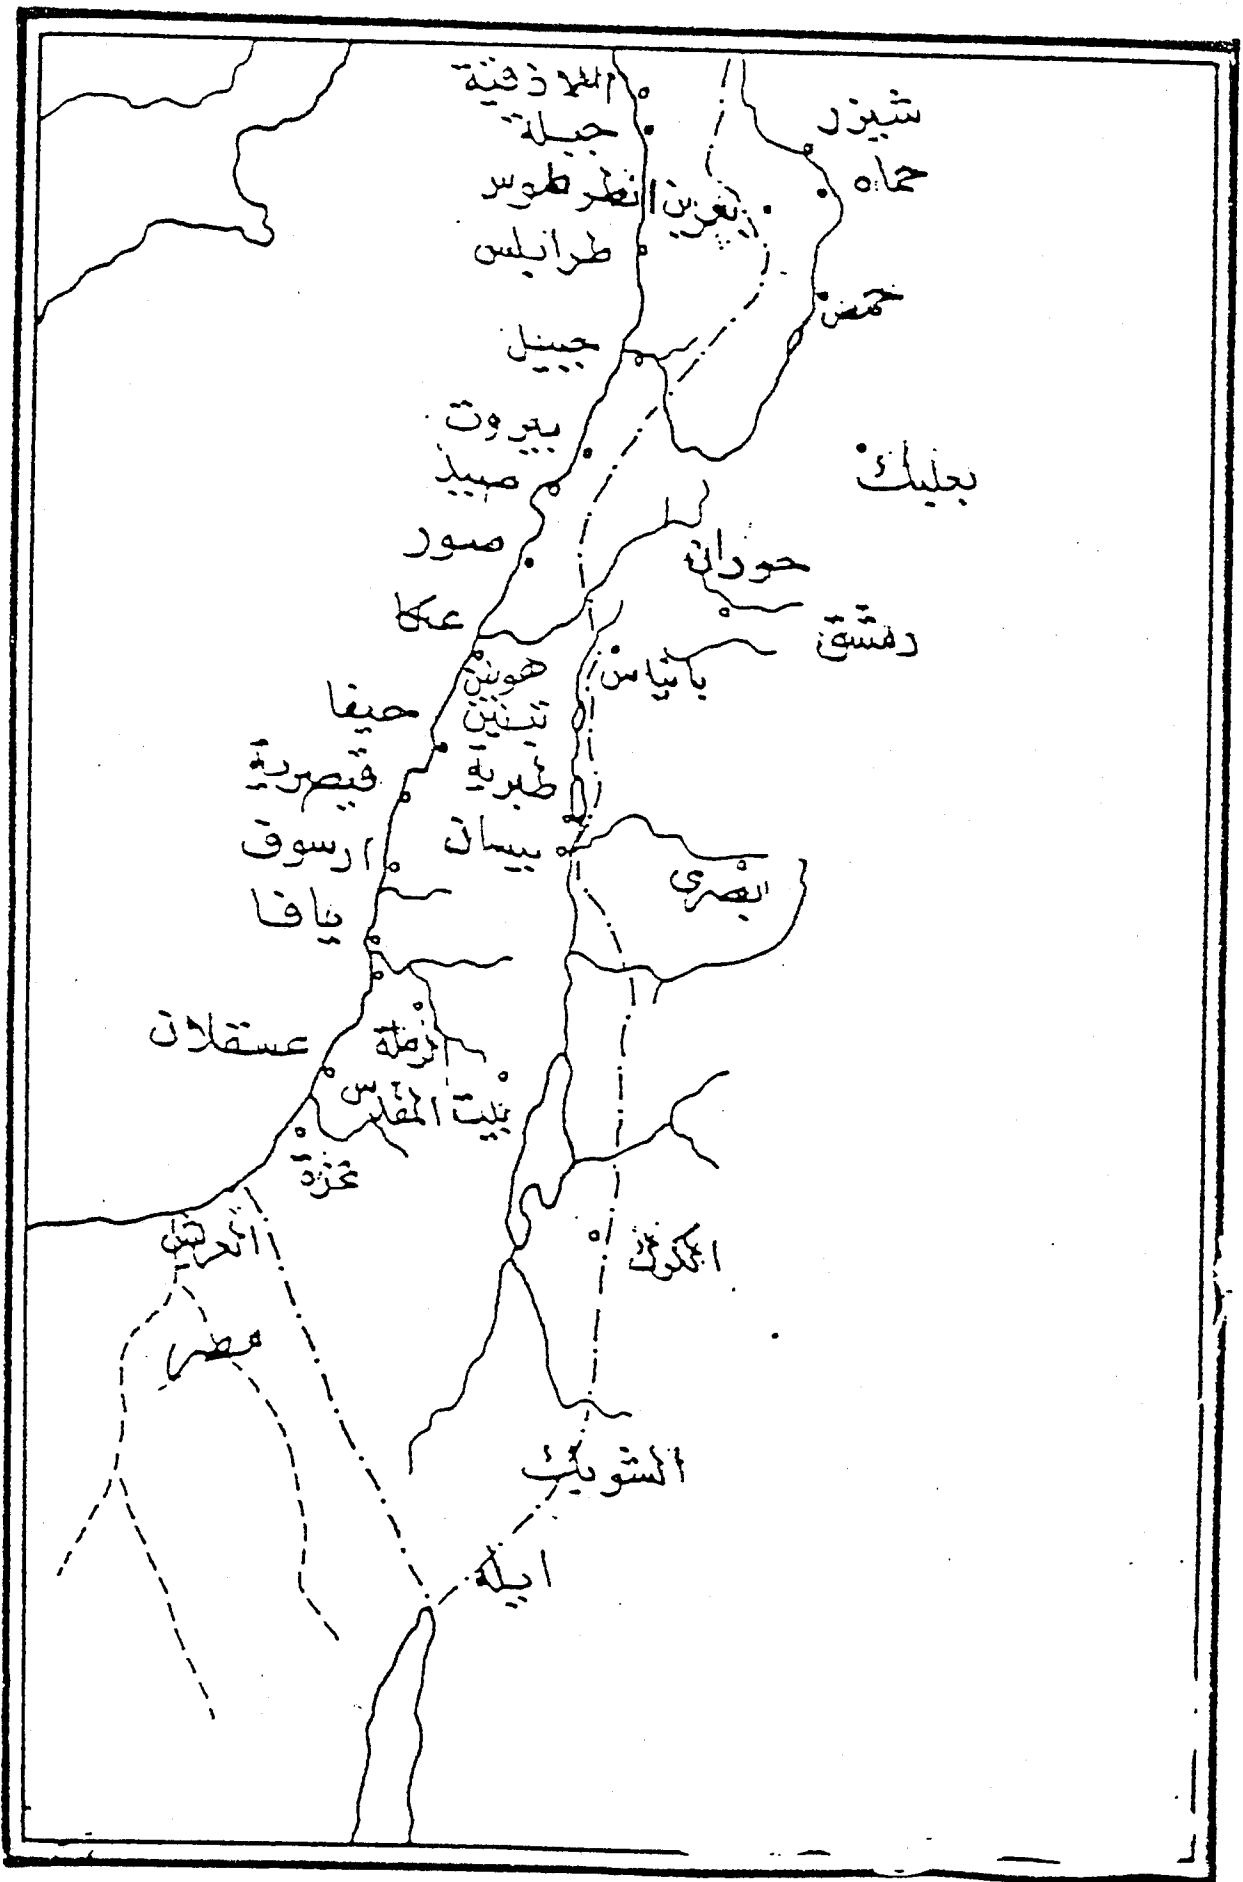 اللاذقية
شيزر
جبلة
حماه
انطرطوس
بعرين
طرابلس
حمص
جبيل
بيروت
بعلبك
صيدا
صور
حوران
عكا
دمشق
هونين
بانياس
حيفا
تبنين
قيصرية
طبرية
ارسوف
بيسان
البصرى
يافا
عسقلان
الرملة
بيت المقدس
غزة
العريش
الكرك
مصر
الشوبك
ايلة